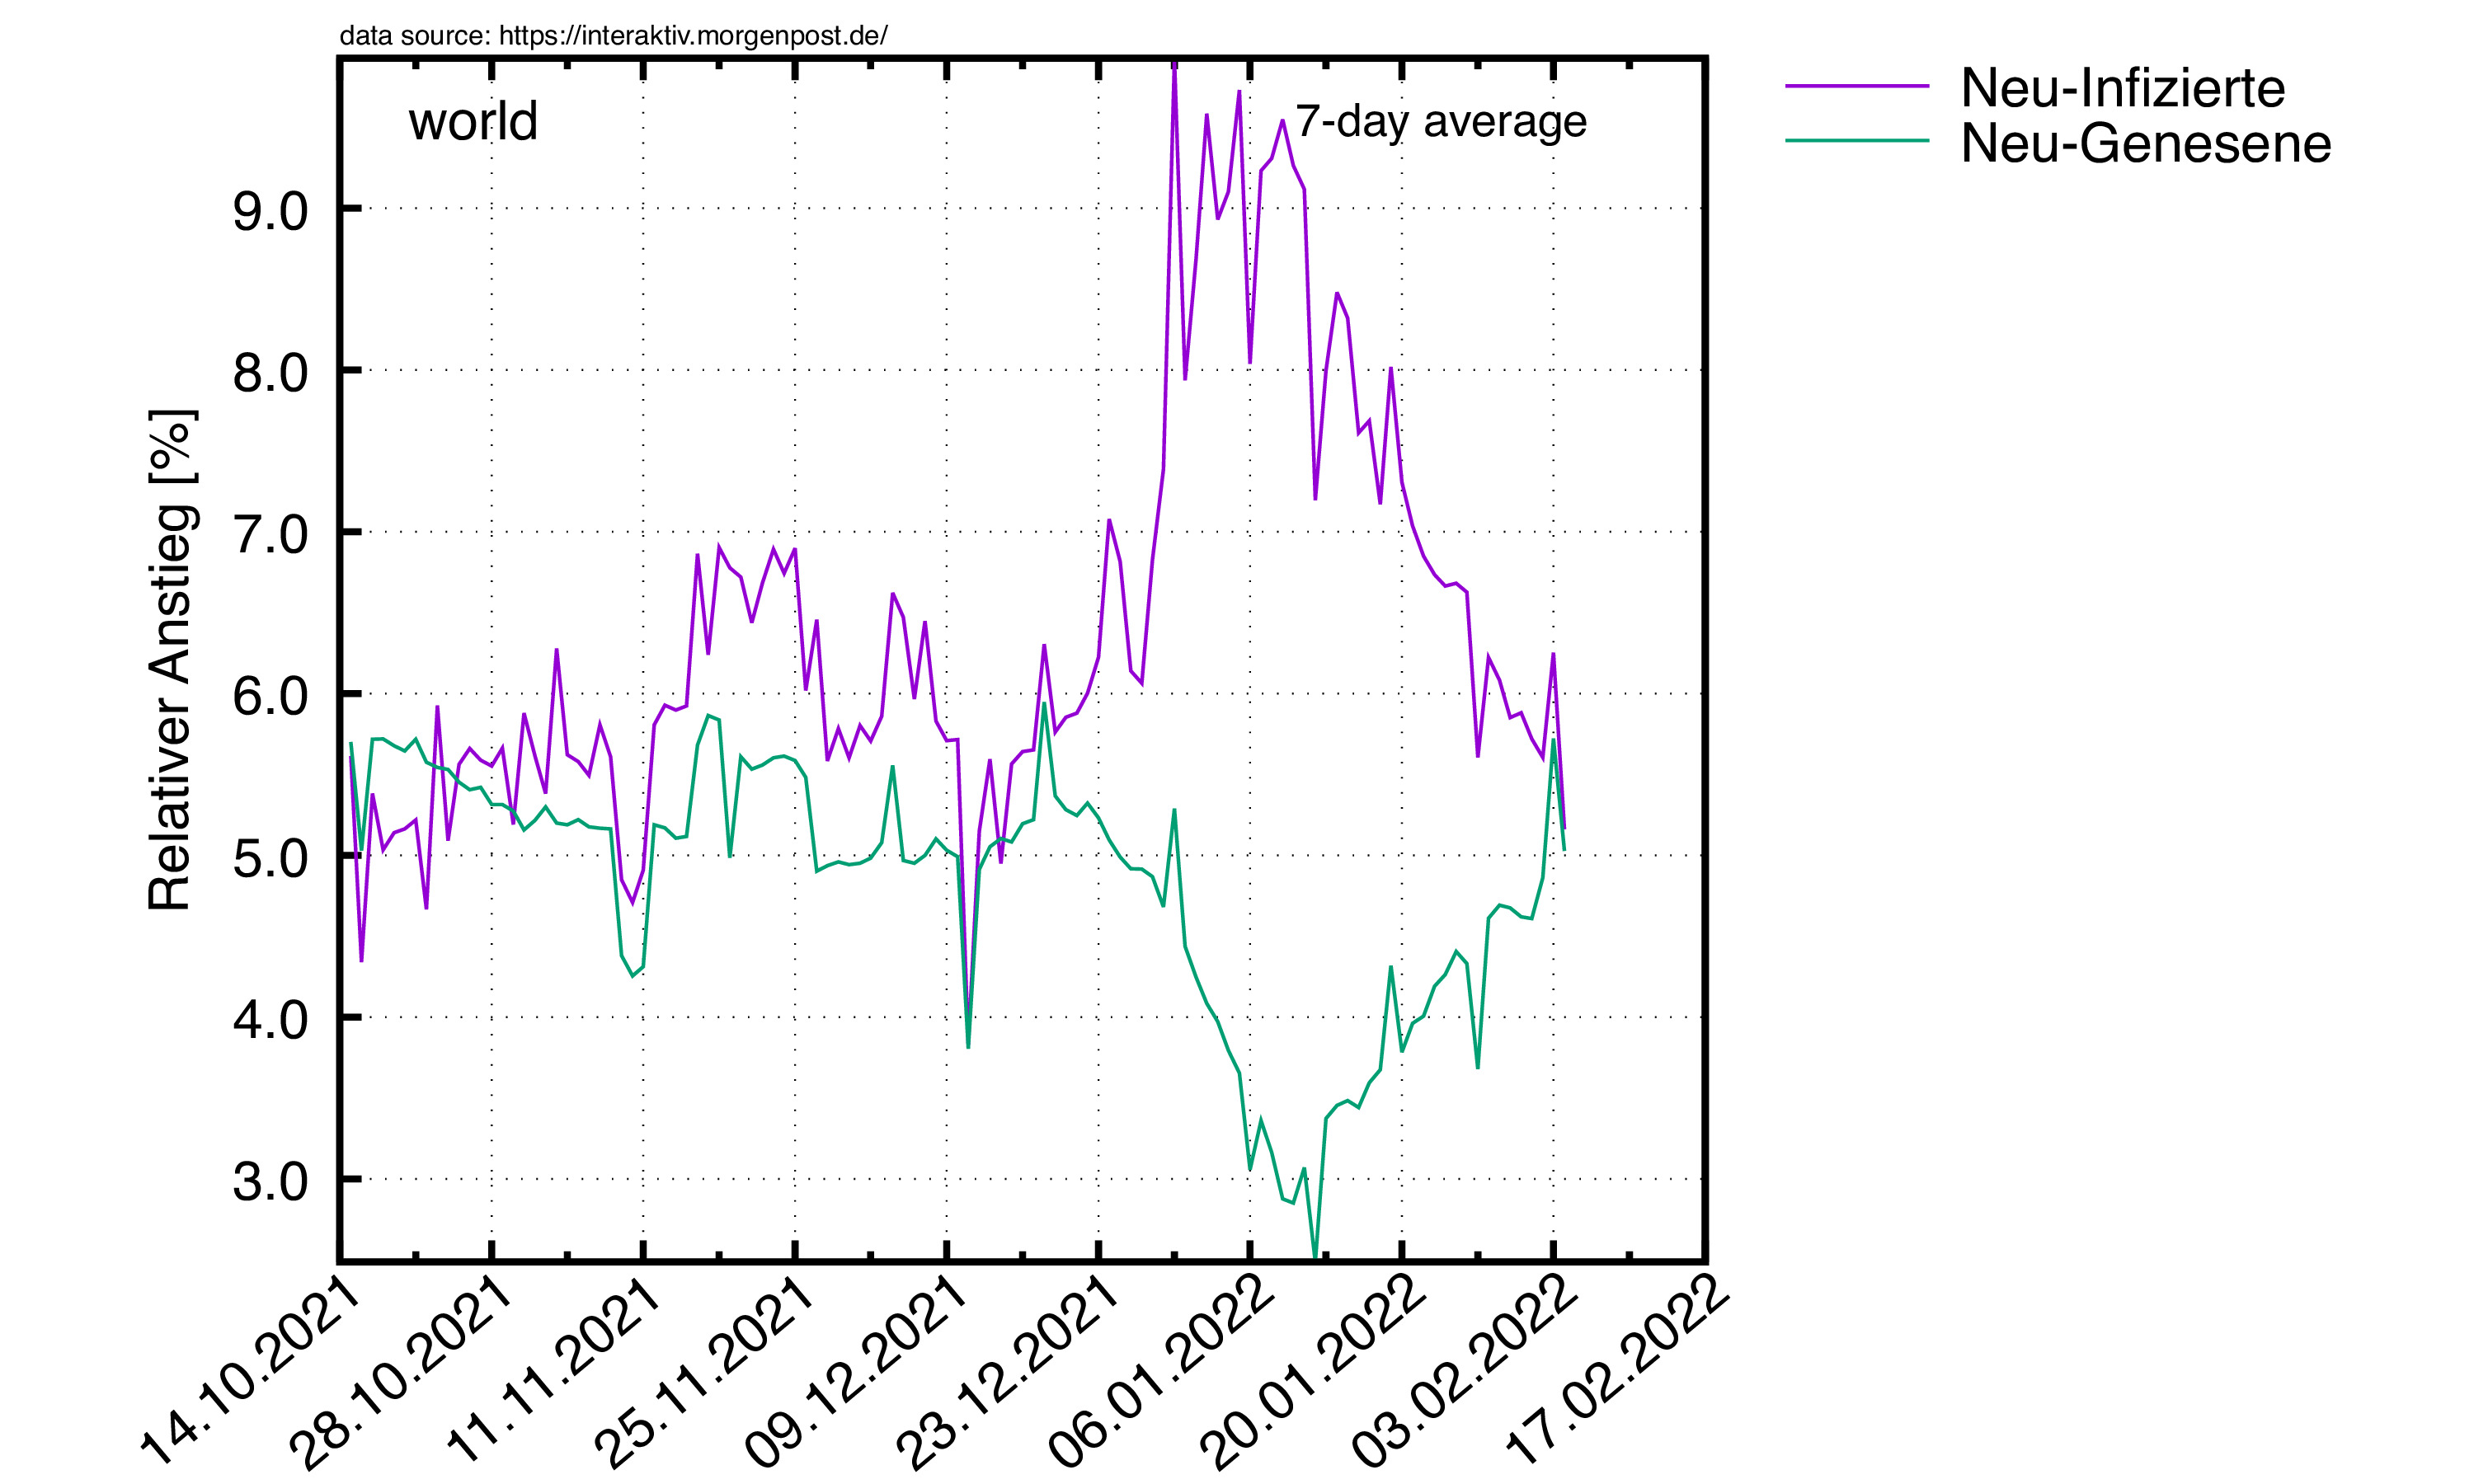 data source: https://interaktiv.morgenpost.de/
world
7-day average
Neu-Infizierte
Neu-Genesene
Relativer Anstieg [%]
9.0
8.0
7.0
6.0
5.0
4.0
3.0
14.10.2021
28.10.2021
11.11.2021
25.11.2021
09.12.2021
23.12.2021
06.01.2022
20.01.2022
03.02.2022
17.02.2022